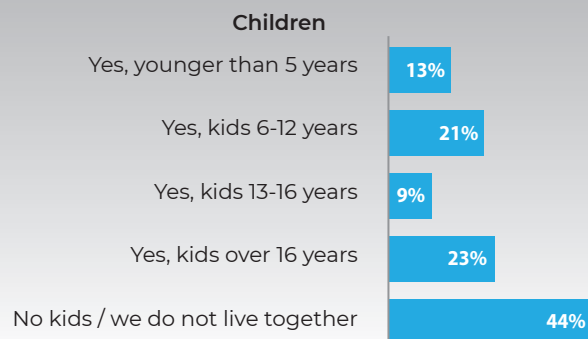 Children
Yes, younger than 5 years 13%
Yes, kids 6-12 years 21%
Yes, kids 13-16 years 9%
Yes, kids over 16 years 23%
No kids / we do not live together 44%